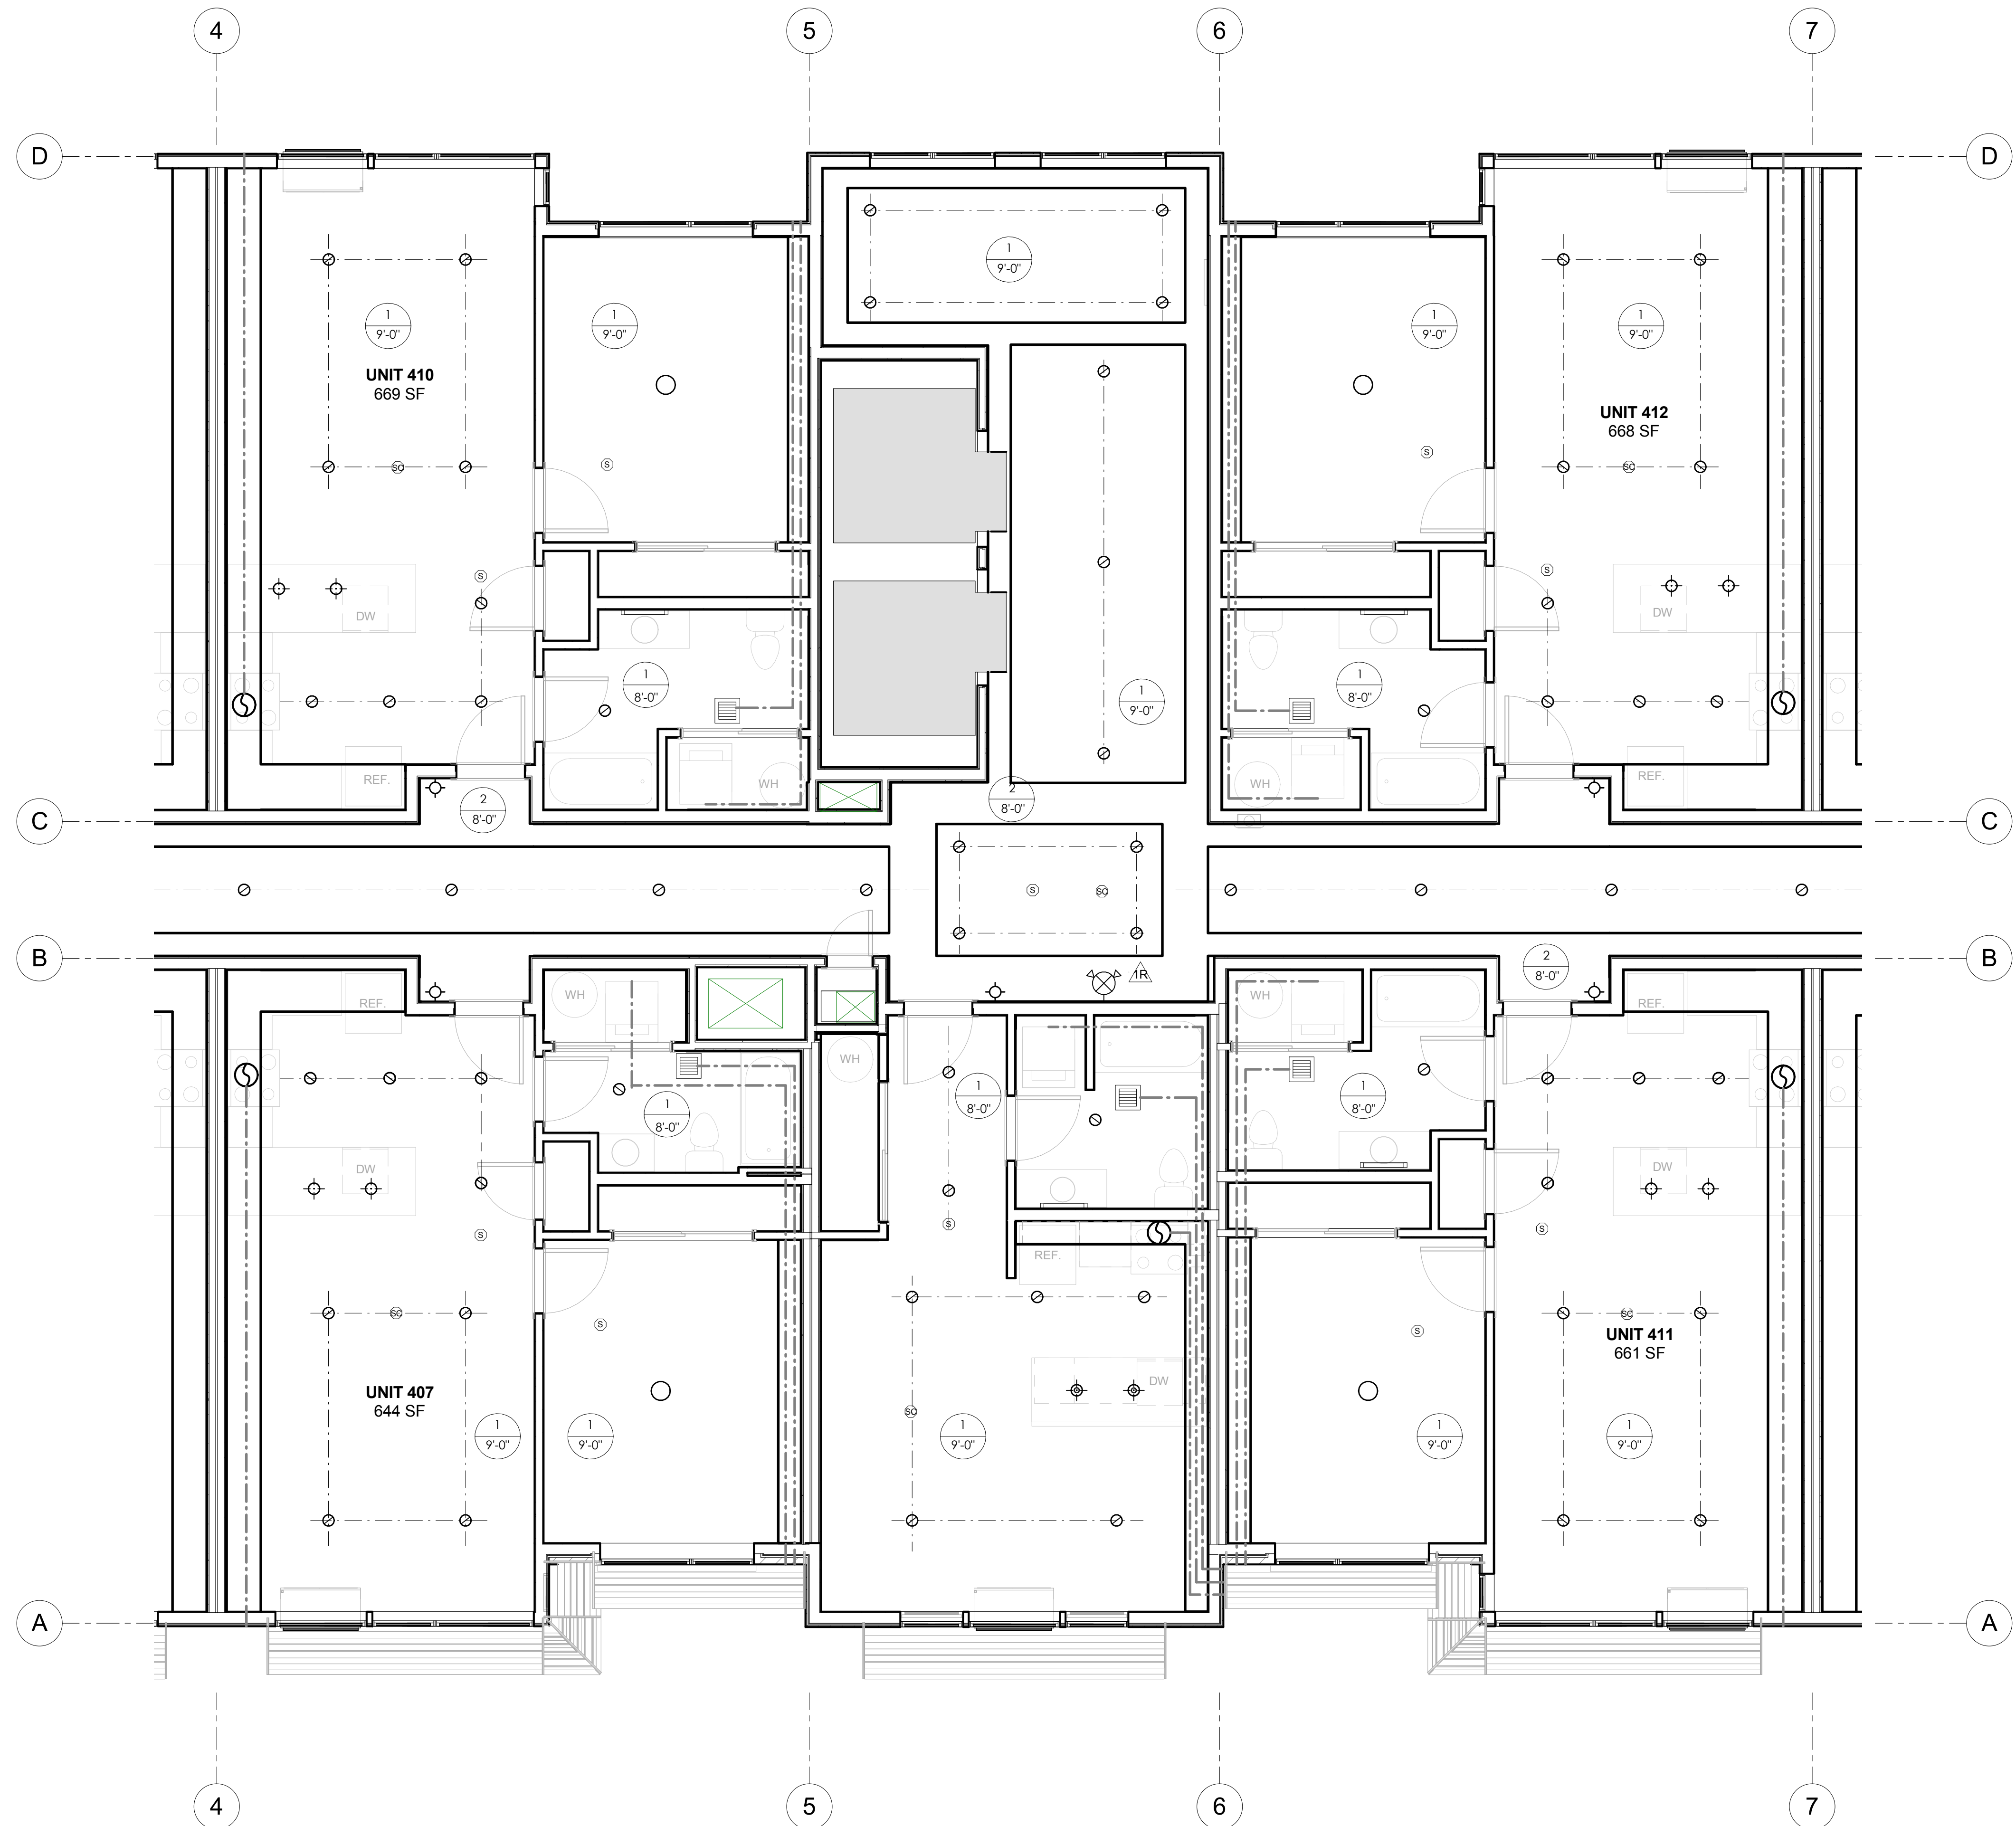 4
5
6
7
D
D
1
9'-0"
1
9'-0"
1
9'-0"
1
9'-0"
1
9'-0"
UNIT 410
669 SF
UNIT 412
668 SF
S
S
SC
SC
S
S
DW
DW
1
8'-0"
1
8'-0"
1
9'-0"
REF.
WH
WH
REF.
2
8'-0"
2
8'-0"
C
C
S
SC
B
B
2
8'-0"
1R
REF.
WH
WH
REF.
WH
1
8'-0"
1
8'-0"
1
8'-0"
DW
DW
S
S
S
REF.
SC
SC
S
S
UNIT 411
661 SF
UNIT 407
644 SF
DW
SC
1
9'-0"
1
9'-0"
1
9'-0"
1
9'-0"
1
9'-0"
A
A
4
5
6
7